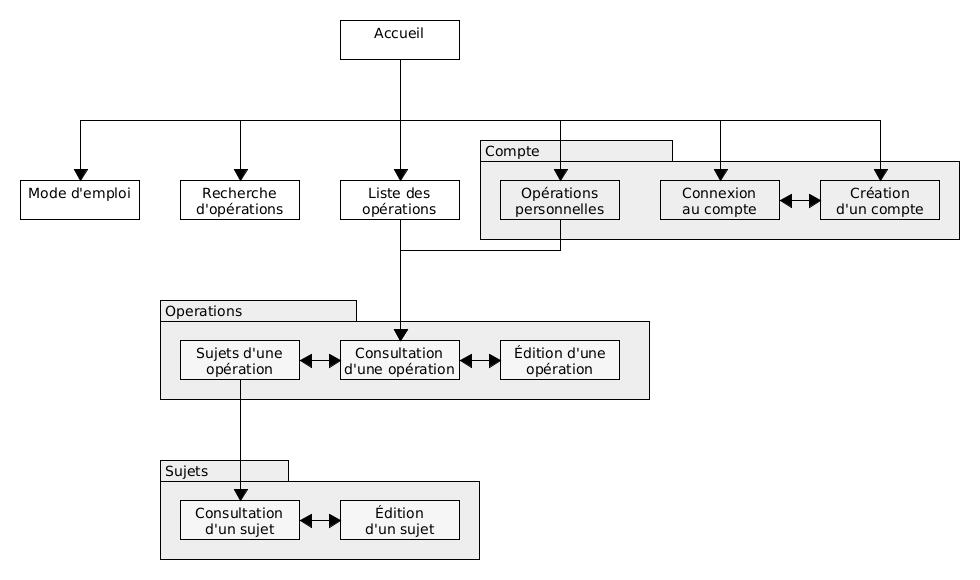 Accueil
Compte
Mode d'emploi
Recherche
d'opérations
Liste des
opérations
Opérations
personnelles
Connexion
au compte
Création
d'un compte
Operations
Sujets d'une
opération
Consultation
d'une opération
Édition d'une
opération
Sujets
Consultation
d'un sujet
Édition
d'un sujet